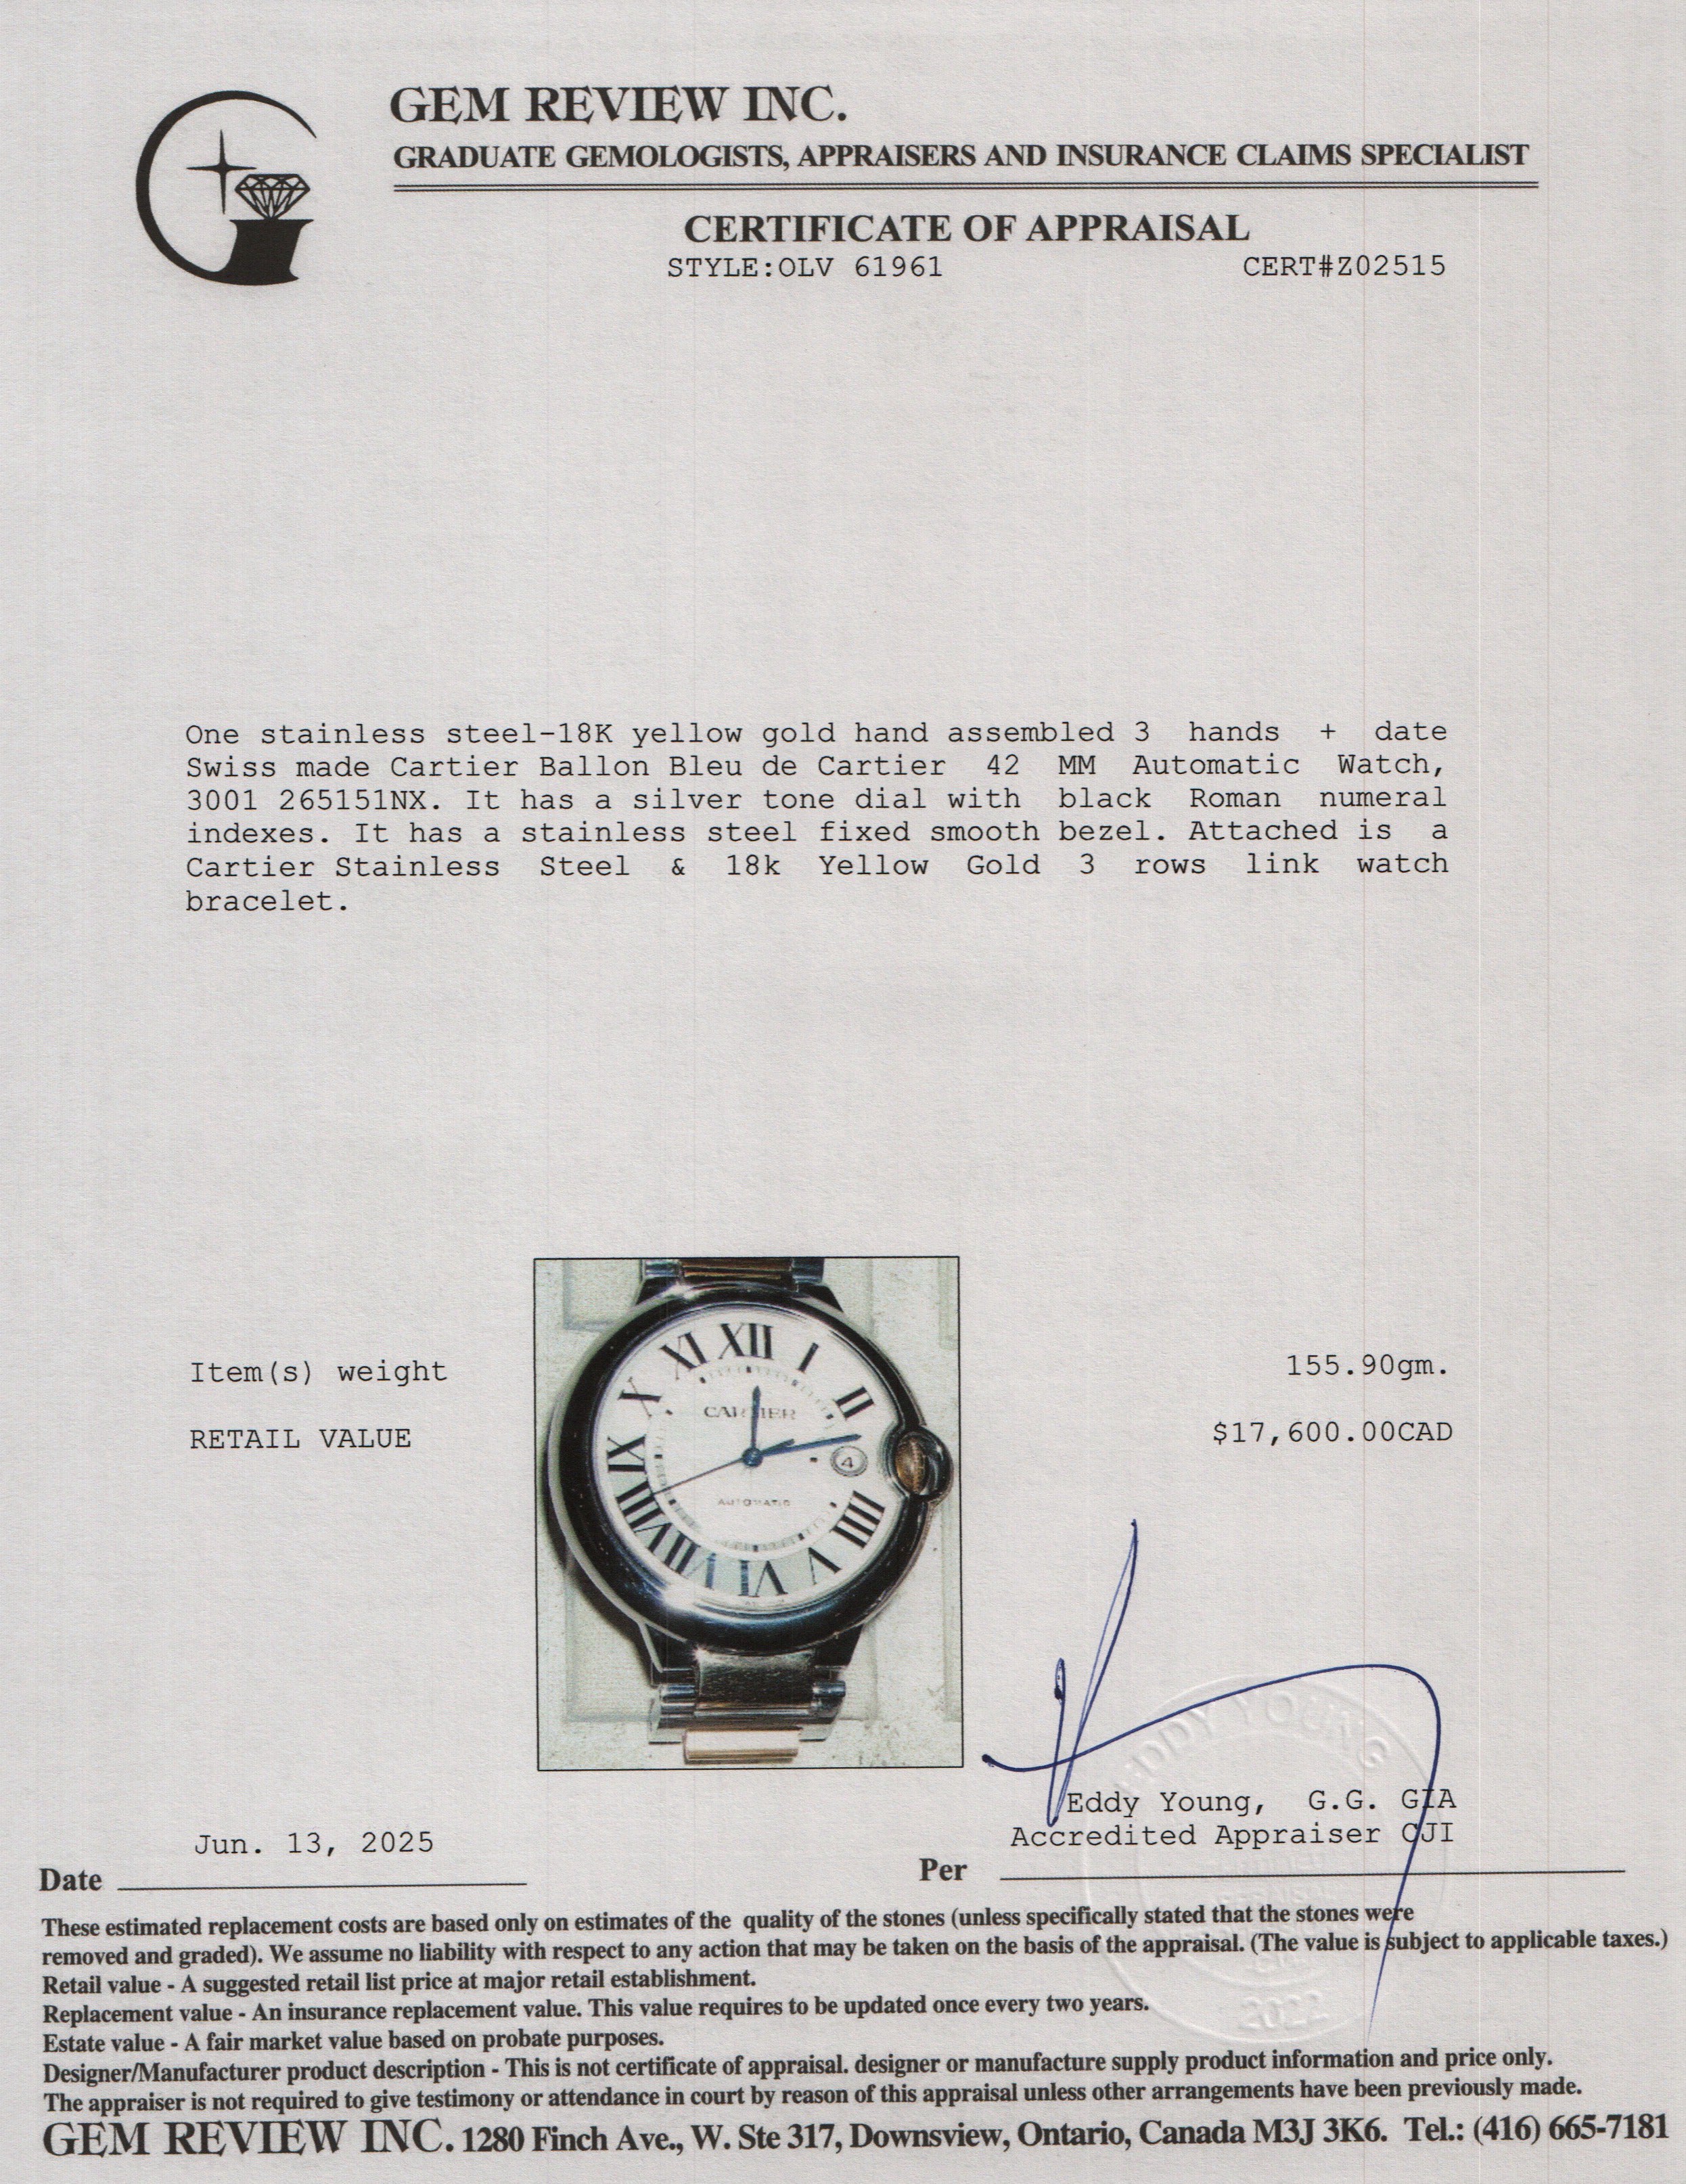 GEM REVIEW INC.
GRADUATE GEMOLOGISTS, APPRAISERS AND INSURANCE CLAIMS SPECIALIST
CERTIFICATE OF APPRAISAL
STYLE:OLV 61961 CERT#Z02515
One stainless steel-18K yellow gold hand assembled 3 hands + date
Swiss made Cartier Ballon Bleu de Cartier 42 MM Automatic Watch,
3001 265151NX. It has a silver tone dial with black Roman numeral
indexes. It has a stainless steel fixed smooth bezel. Attached is a
Cartier Stainless Steel & 18k Yellow Gold 3 rows link watch
bracelet.
XII
I
II
4
IIII
V
VI
VII
VIII
IX
X
XI
CARTIER
AUTOMATIC
Item(s) weight 155.90gm.
RETAIL VALUE $17,600.00CAD
EDDY YOUNG
2022
Eddy Young, G.G. GIA
Accredited Appraiser CJI
Jun. 13, 2025
Date Per
These estimated replacement costs are based only on estimates of the quality of the stones (unless specifically stated that the stones were
removed and graded). We assume no liability with respect to any action that may be taken on the basis of the appraisal. (The value is subject to applicable taxes.)
Retail value - A suggested retail list price at major retail establishment.
Replacement value - An insurance replacement value. This value requires to be updated once every two years.
Estate value - A fair market value based on probate purposes.
Designer/Manufacturer product description - This is not certificate of appraisal. designer or manufacture supply product information and price only.
The appraiser is not required to give testimony or attendance in court by reason of this appraisal unless other arrangements have been previously made.
GEM REVIEW INC. 1280 Finch Ave., W. Ste 317, Downsview, Ontario, Canada M3J 3K6. Tel.: (416) 665-7181